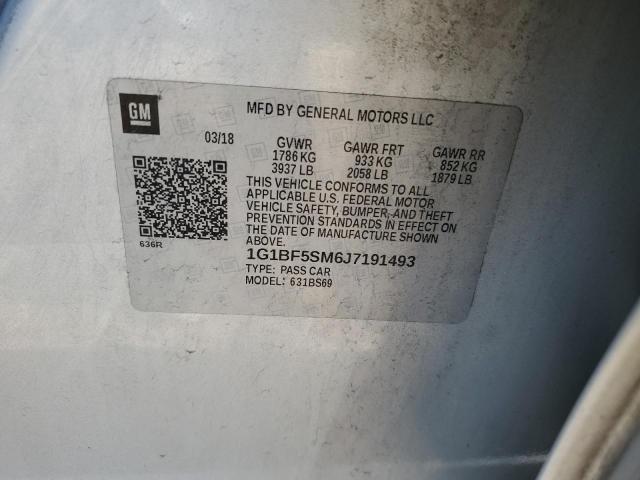 GM
MFD BY GENERAL MOTORS LLC
03/18 GVWR GAWR FRT GAWR RR
1786 KG 933 KG 852 KG
3937 LB 2058 LB 1879 LB
THIS VEHICLE CONFORMS TO ALL
APPLICABLE U.S. FEDERAL MOTOR
VEHICLE SAFETY, BUMPER, AND THEFT
PREVENTION STANDARDS IN EFFECT ON
THE DATE OF MANUFACTURE SHOWN
ABOVE.
636R
1G1BF5SM6J7191493
TYPE: PASS CAR
MODEL: 631BS69